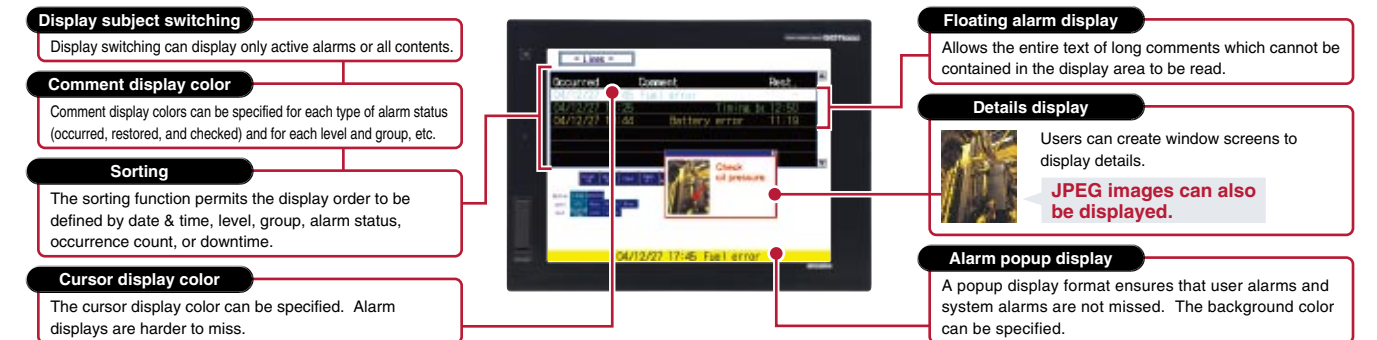 Display subject switching
Display switching can display only active alarms or all contents.
Comment display color
Comment display colors can be specified for each type of alarm status
(occurred, restored, and checked) and for each level and group, etc.
Sorting
The sorting function permits the display order to be
defined by date & time, level, group, alarm status,
occurrence count, or downtime.
Cursor display color
The cursor display color can be specified. Alarm
displays are harder to miss.
Occurred Comment Rest
fuel error
04/12/27 Timing 12:50
04/12/27 Battery error 11:19
Check
oil pressure
04/12/27 17:45 Fuel error
Floating alarm display
Allows the entire text of long comments which cannot be
contained in the display area to be read.
Details display
Users can create window screens to
display details.
JPEG images can also
be displayed.
Alarm popup display
A popup display format ensures that user alarms and
system alarms are not missed. The background color
can be specified.